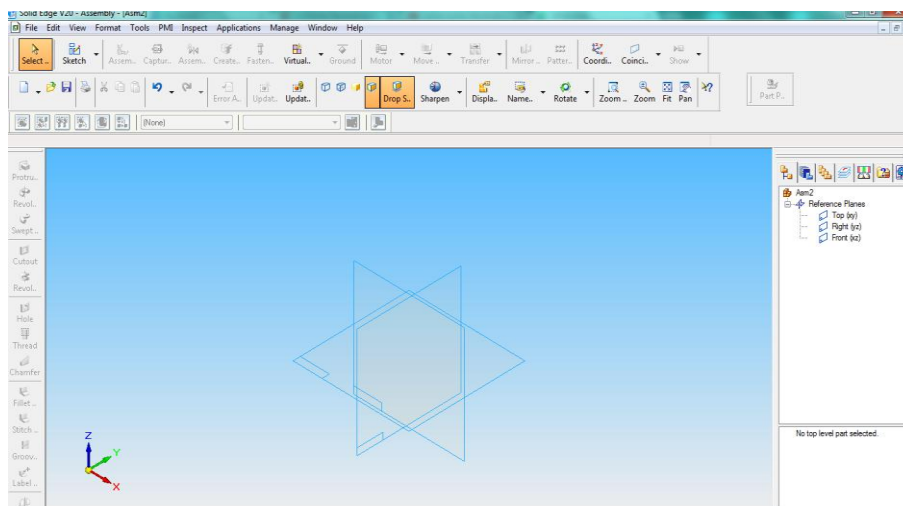 Solid Edge V20 - Assembly - [Asm2]
File Edit View Format Tools PMI Inspect Applications Manage Window Help
Select.. Sketch Assem.. Captur.. Assem.. Create.. Fasten.. Virtual.. Ground Motor Move .. Transfer Mirror .. Patter.. Coordi.. Coinci.. Show
Error A.. Updat.. Updat.. Drop S.. Sharpen Displa.. Name.. Rotate Zoom .. Zoom Fit Pan Part P..
(None)
Protru..
Revol..
Swept ..
Cutout
Revol..
Hole
Thread
Chamfer
Fillet ..
Stitch ..
Groov..
Label ..
Asm2
Reference Planes
Top (xy)
Right (yz)
Front (xz)
No top level part selected.
Z
Y
X